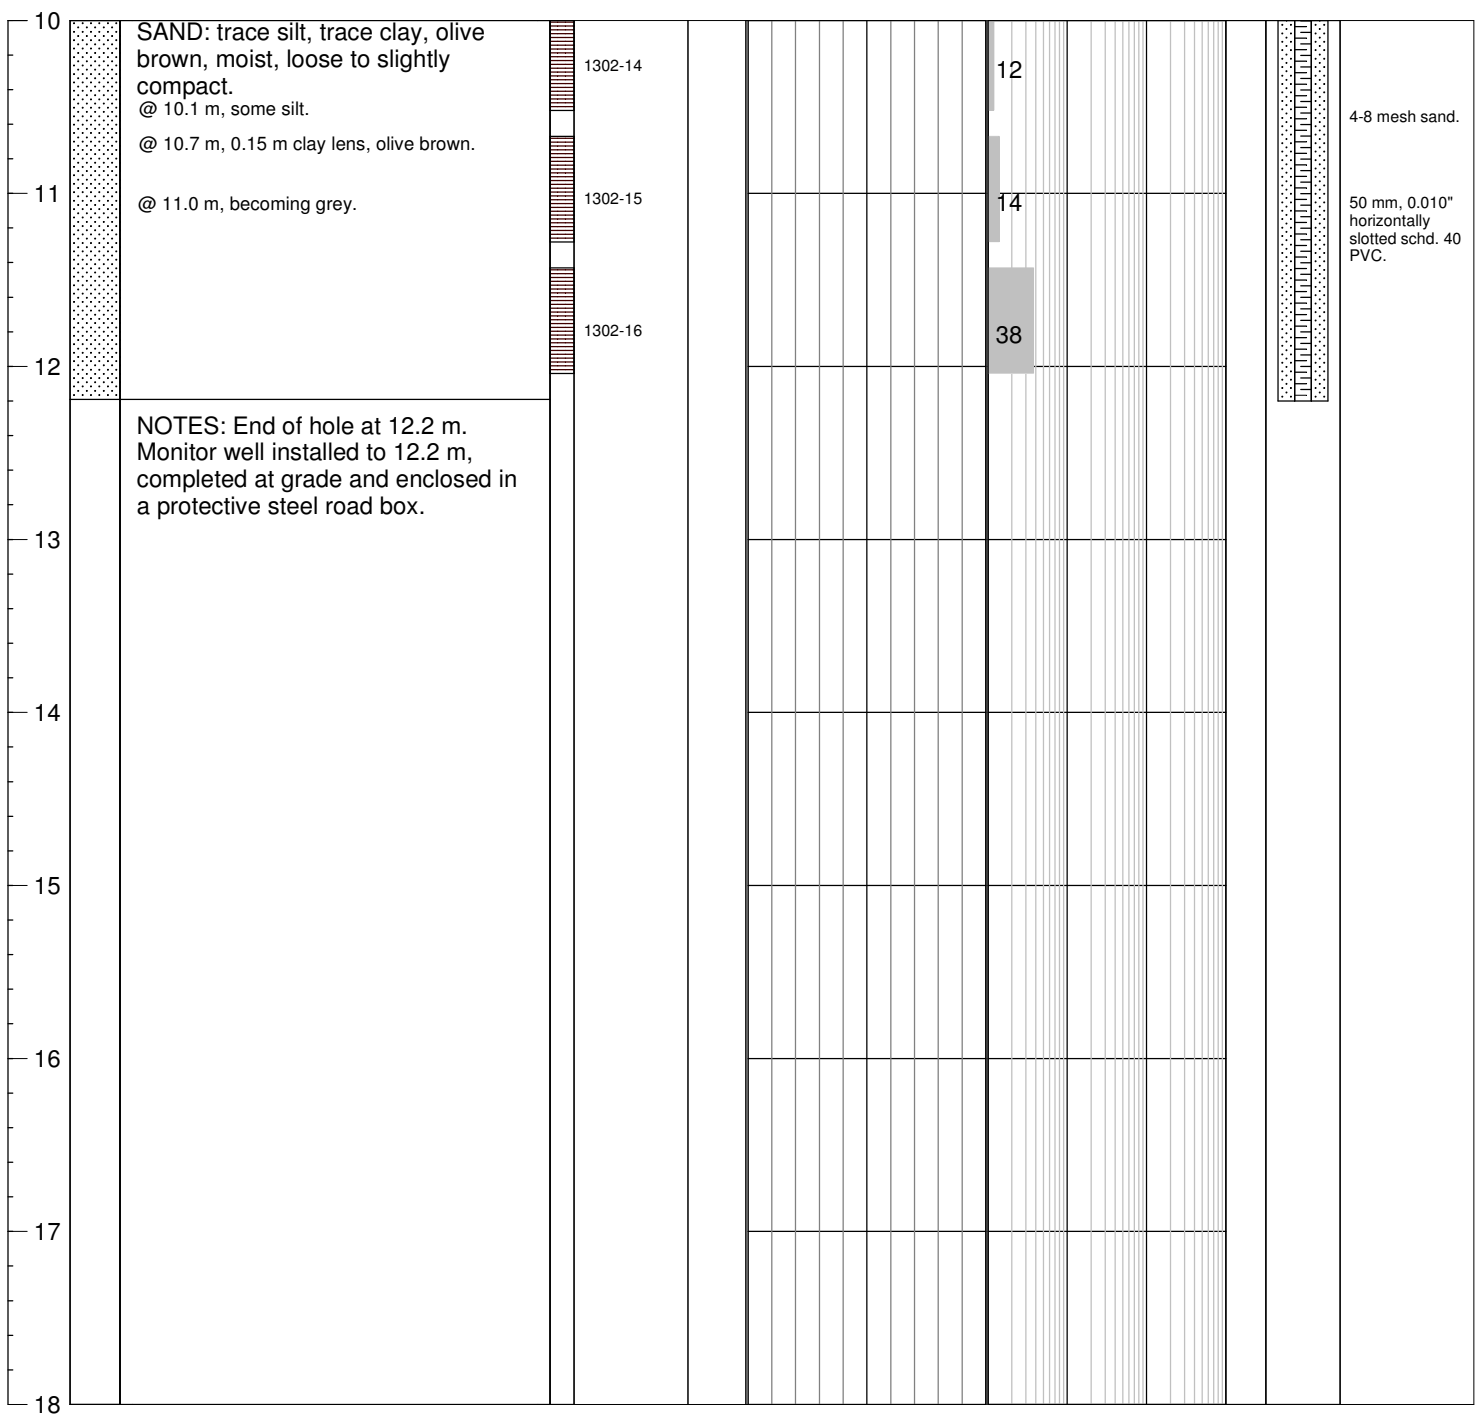 10
11
12
13
14
15
16
17
18
SAND: trace silt, trace clay, olive
brown, moist, loose to slightly
compact.
@ 10.1 m, some silt.
@ 10.7 m, 0.15 m clay lens, olive brown.
@ 11.0 m, becoming grey.
NOTES: End of hole at 12.2 m.
Monitor well installed to 12.2 m,
completed at grade and enclosed in
a protective steel road box.
1302-14
1302-15
1302-16
12
14
38
4-8 mesh sand.
50 mm, 0.010"
horizontally
slotted schd. 40
PVC.